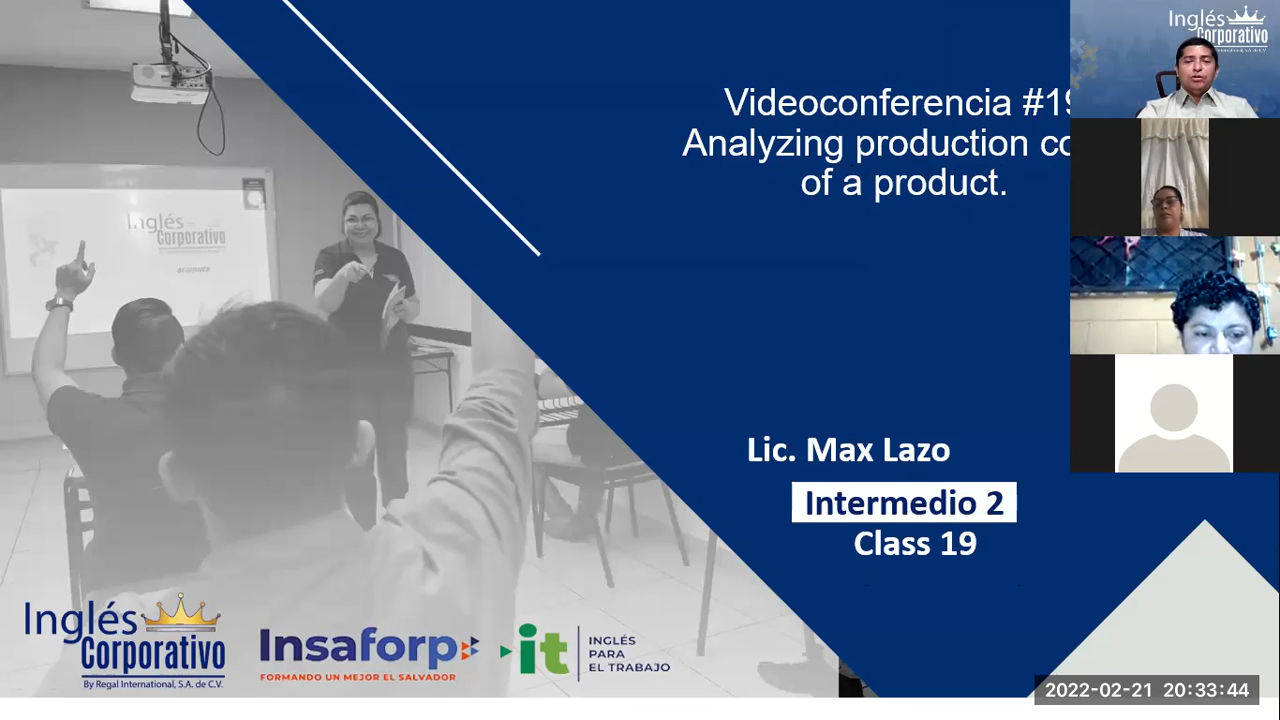 Inglés
Corporativo
Videoconferencia #19
Analyzing production co
of a product.
Inglés
Corporativo
Lic. Max Lazo
Intermedio 2
Class 19
Inglés
Corporativo
By Regal International, S.A. de C.V.
Insaforp
FORMANDO UN MEJOR EL SALVADOR
it
INGLÉS
PARA
EL TRABAJO
2022-02-21 20:33:44